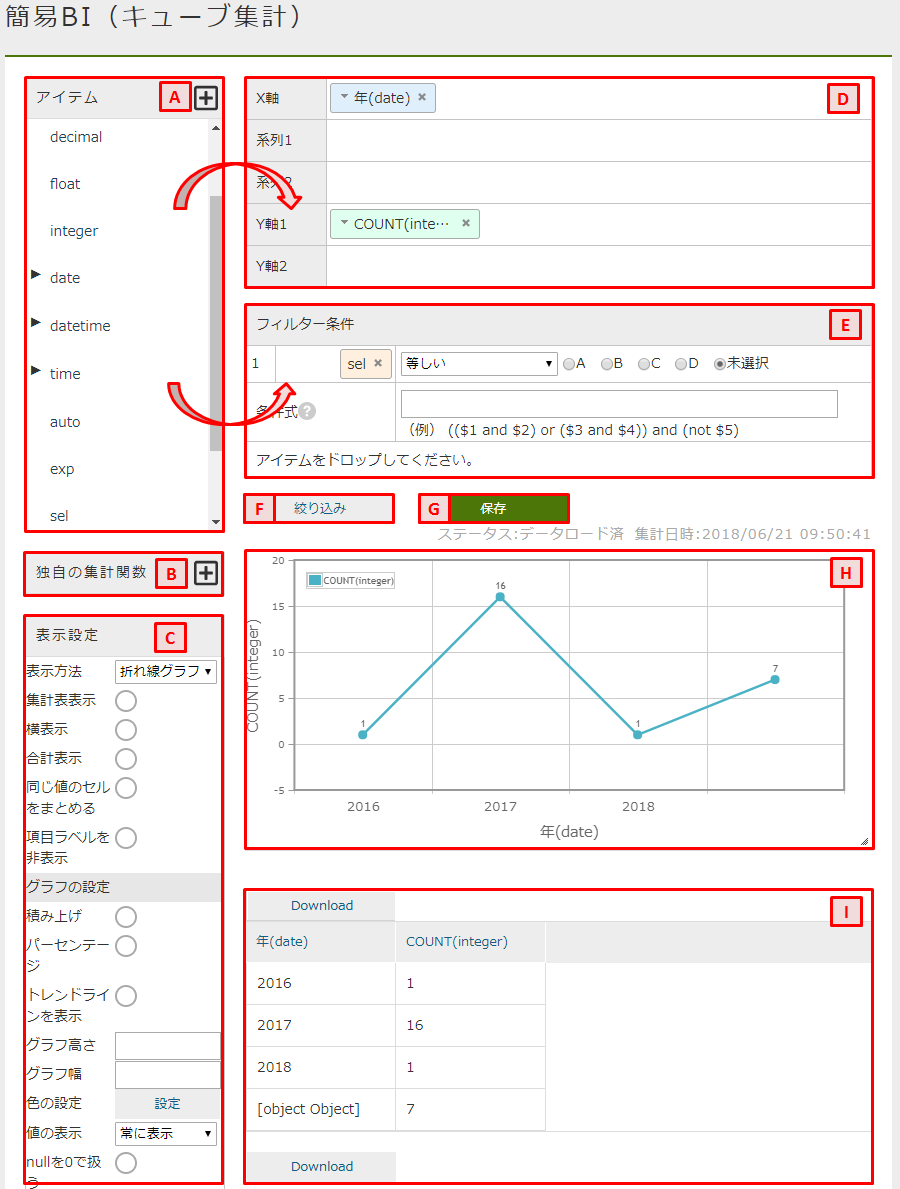 簡易BI（キューブ集計）
アイテム A
decimal
float
integer
date
datetime
time
auto
exp
sel
独自の集計関数 B
表示設定 C
表示方法 折れ線グラフ
集計表表示
横表示
合計表示
同じ値のセル
をまとめる
項目ラベルを
非表示
グラフの設定
積み上げ
パーセンテー
ジ
トレンドライ
ンを表示
グラフ高さ
グラフ幅
色の設定 設定
値の表示 常に表示
nullを0で扱
う
X軸 年(date) × D
系列1
系列2
Y軸1 COUNT(inte… ×
Y軸2
フィルター条件 E
1 sel × 等しい A B C D 未選択
条件式 ?
（例） (($1 and $2) or ($3 and $4)) and (not $5)
アイテムをドロップしてください。
F 絞り込み G 保存
ステータス:データロード済 集計日時:2018/06/21 09:50:41
H
COUNT(integer)
20
15
10
5
0
-5
COUNT(integer)
1
16
1
7
2016 2017 2018
年(date)
Download I
年(date) COUNT(integer)
2016 1
2017 16
2018 1
[object Object] 7
Download